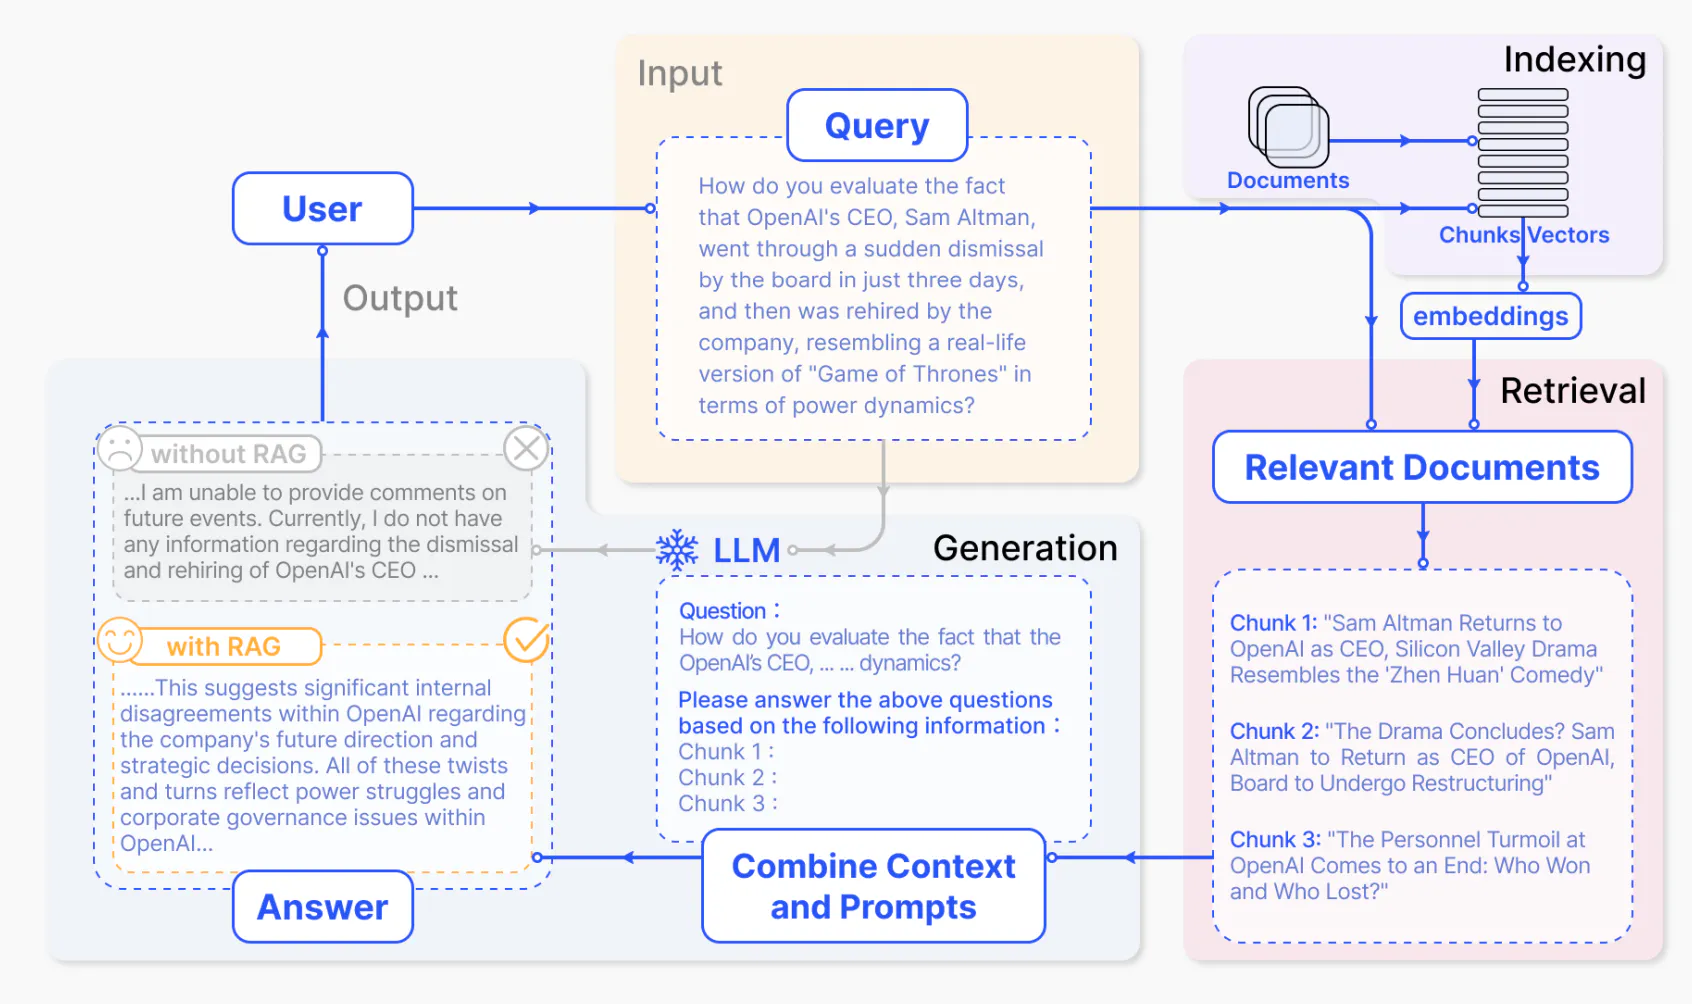 Input
Query
How do you evaluate the fact
that OpenAI's CEO, Sam Altman,
went through a sudden dismissal
by the board in just three days,
and then was rehired by the
company, resembling a real-life
version of "Game of Thrones" in
terms of power dynamics?
Indexing
Documents
Chunks Vectors
embeddings
User
Output
Retrieval
Relevant Documents
Chunk 1: "Sam Altman Returns to
OpenAI as CEO, Silicon Valley Drama
Resembles the 'Zhen Huan' Comedy"
Chunk 2: "The Drama Concludes? Sam
Altman to Return as CEO of OpenAI,
Board to Undergo Restructuring"
Chunk 3: "The Personnel Turmoil at
OpenAI Comes to an End: Who Won
and Who Lost?"
LLM
Generation
Question：
How do you evaluate the fact that the
OpenAI's CEO, ... ... dynamics?
Please answer the above questions
based on the following information：
Chunk 1 :
Chunk 2 :
Chunk 3 :
Combine Context
and Prompts
without RAG
...I am unable to provide comments on
future events. Currently, I do not have
any information regarding the dismissal
and rehiring of OpenAI's CEO ...
with RAG
......This suggests significant internal
disagreements within OpenAI regarding
the company's future direction and
strategic decisions. All of these twists
and turns reflect power struggles and
corporate governance issues within
OpenAI...
Answer